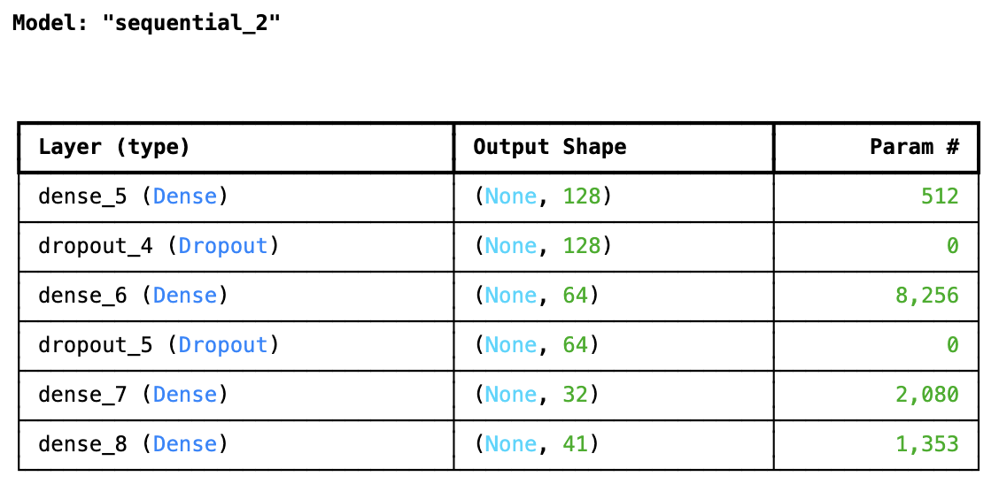 Model: "sequential_2"
Layer (type) Output Shape Param #
dense_5 (Dense) (None, 128) 512
dropout_4 (Dropout) (None, 128) 0
dense_6 (Dense) (None, 64) 8,256
dropout_5 (Dropout) (None, 64) 0
dense_7 (Dense) (None, 32) 2,080
dense_8 (Dense) (None, 41) 1,353